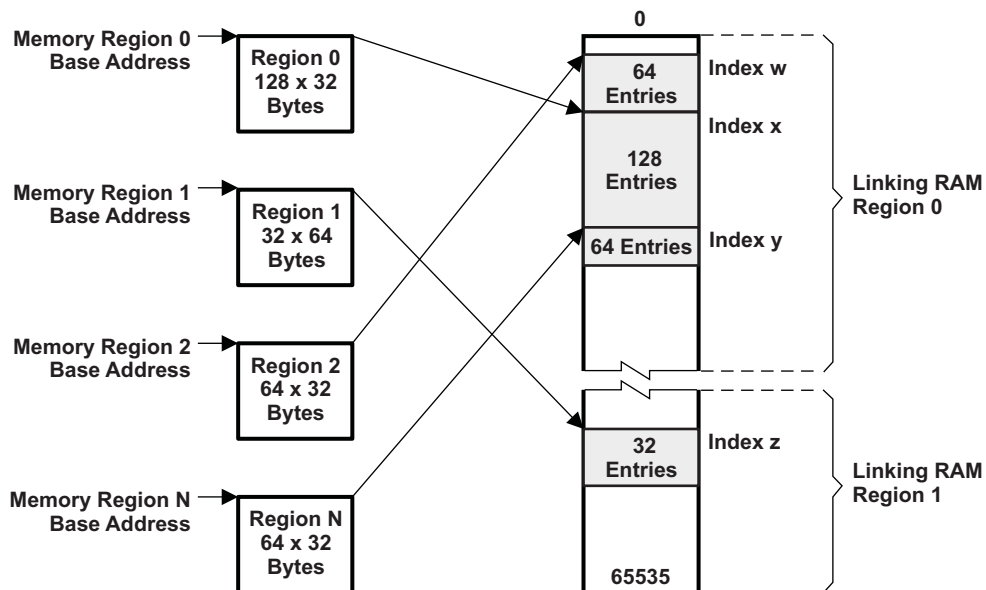 Memory Region 0
Base Address
Region 0
128 x 32
Bytes
Memory Region 1
Base Address
Region 1
32 x 64
Bytes
Memory Region 2
Base Address
Region 2
64 x 32
Bytes
Memory Region N
Base Address
Region N
64 x 32
Bytes
0
64
Entries
Index w
Index x
128
Entries
64 Entries
Index y
Linking RAM
Region 0
32
Entries
Index z
Linking RAM
Region 1
65535